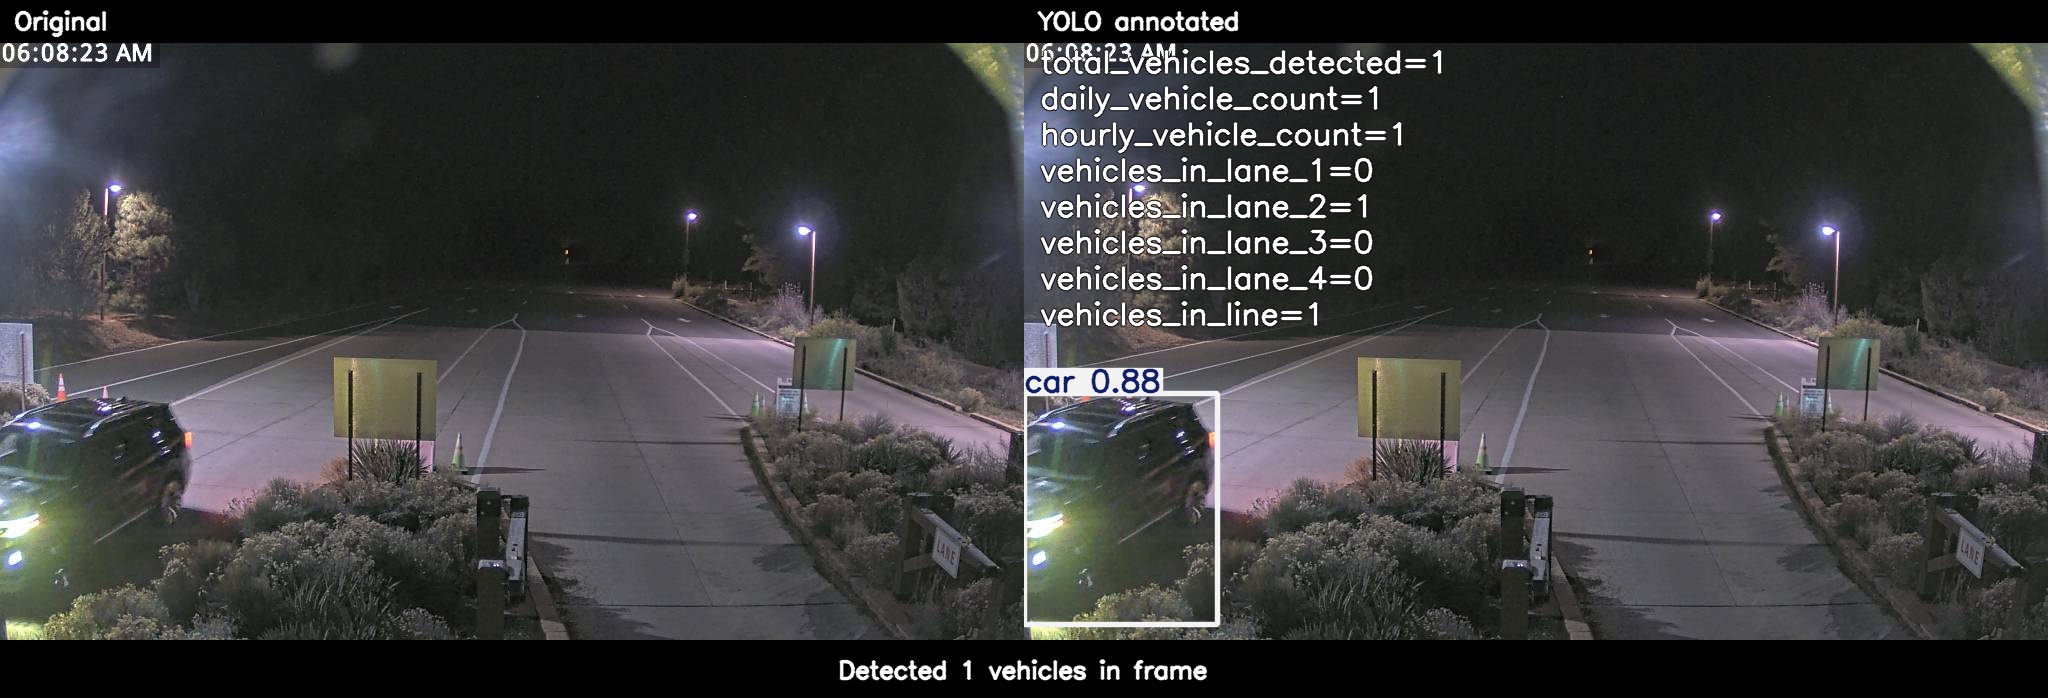 Original
06:08:23 AM
LANE
YOLO annotated
06:08:23 AM
total_vehicles_detected=1
daily_vehicle_count=1
hourly_vehicle_count=1
vehicles_in_lane_1=0
vehicles_in_lane_2=1
vehicles_in_lane_3=0
vehicles_in_lane_4=0
vehicles_in_line=1
car 0.88
LANE
Detected 1 vehicles in frame